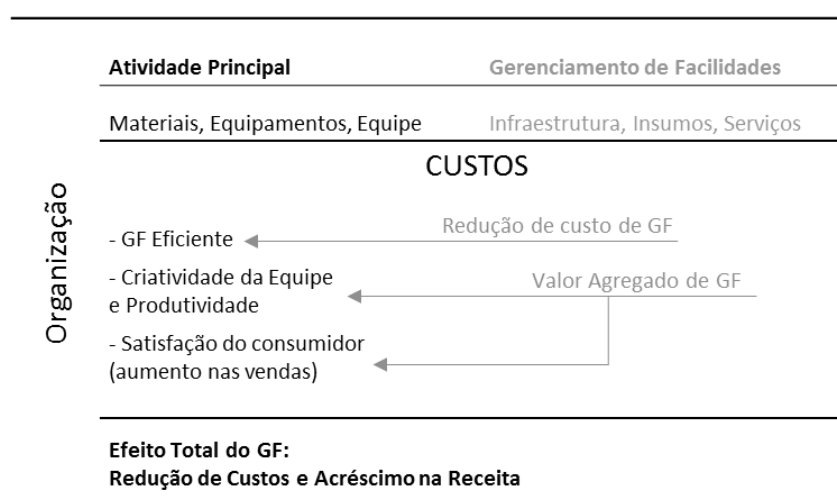 Atividade Principal
Gerenciamento de Facilidades
Materiais, Equipamentos, Equipe
Infraestrutura, Insumos, Serviços
CUSTOS
Organização
Redução de custo de GF
- GF Eficiente
- Criatividade da Equipe
e Produtividade
Valor Agregado de GF
- Satisfação do consumidor
(aumento nas vendas)
Efeito Total do GF:
Redução de Custos e Acréscimo na Receita